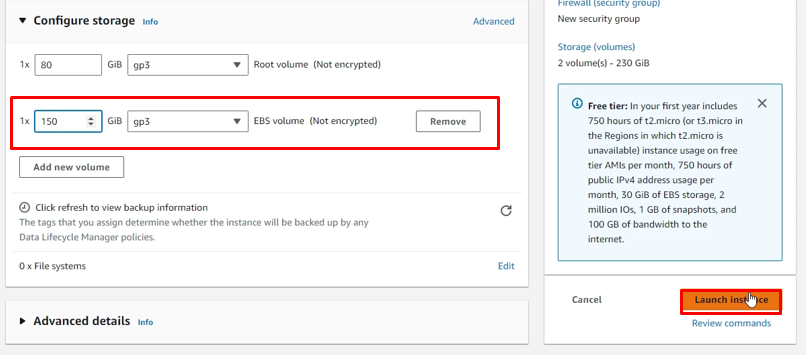 Configure storage Info
Advanced
1x 80 GiB gp3 Root volume (Not encrypted)
1x 150 GiB gp3 EBS volume (Not encrypted) Remove
Add new volume
Click refresh to view backup information
The tags that you assign determine whether the instance will be backed up by any
Data Lifecycle Manager policies.
0 x File systems
Edit
Advanced details Info
Firewall (security group)
New security group
Storage (volumes)
2 volume(s) - 230 GiB
Free tier: In your first year includes
750 hours of t2.micro (or t3.micro in
the Regions in which t2.micro is
unavailable) instance usage on free
tier AMIs per month, 750 hours of
public IPv4 address usage per
month, 30 GiB of EBS storage, 2
million IOs, 1 GB of snapshots, and
100 GB of bandwidth to the
internet.
Cancel
Launch instance
Review commands